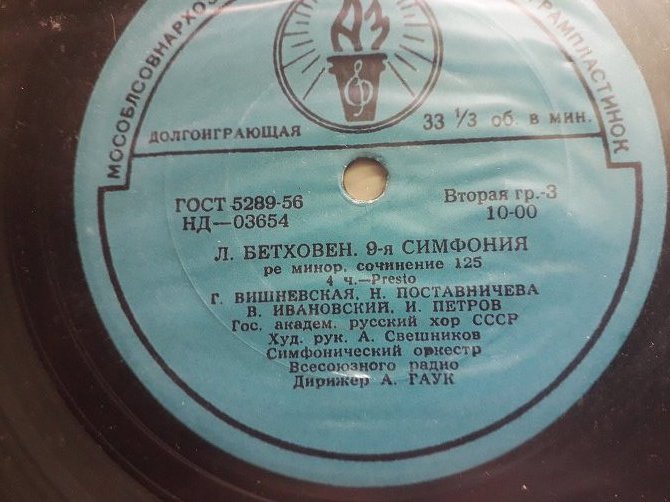 МОСОБЛСОВНАРХОЗ
ГРАМПЛАСТИНОК
АЗ
ДОЛГОИГРАЮЩАЯ
33 1/3 об. в мин.
ГОСТ 5289-56
Вторая гр.-3
НД—03654
10-00
Л. БЕТХОВЕН. 9-я СИМФОНИЯ
ре минор, сочинение 125
4 ч.—Presto
Г. ВИШНЕВСКАЯ, Н. ПОСТАВНИЧЕВА
В. ИВАНОВСКИЙ, И. ПЕТРОВ
Гос. академ. русский хор СССР
Худ. рук. А. Свешников
Симфонический оркестр
Всесоюзного радио
Дирижер А. ГАУК